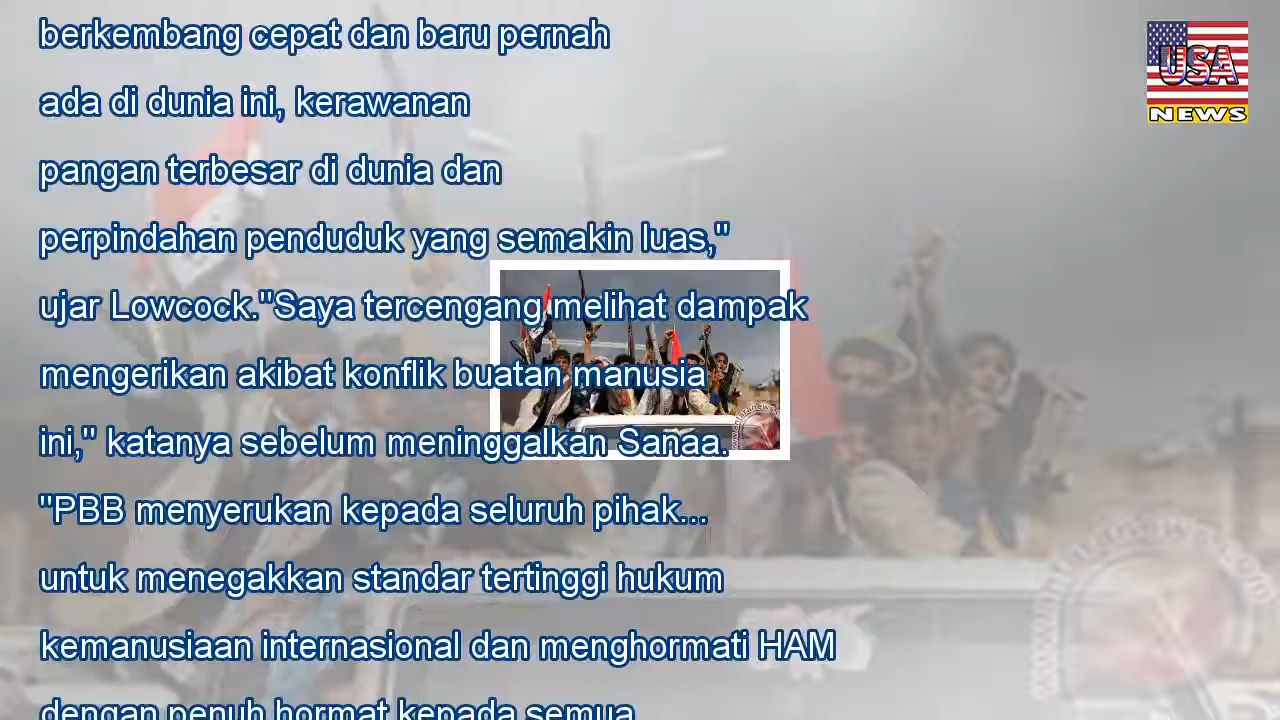 berkembang cepat dan baru pernah
ada di dunia ini, kerawanan
pangan terbesar di dunia dan
perpindahan penduduk yang semakin luas,"
ujar Lowcock."Saya tercengang melihat dampak
mengerikan akibat konflik buatan manusia
ini," katanya sebelum meninggalkan Sanaa.
"PBB menyerukan kepada seluruh pihak...
untuk menegakkan standar tertinggi hukum
kemanusiaan internasional dan menghormati HAM
dengan penuh hormat kepada semua
USA
NEWS